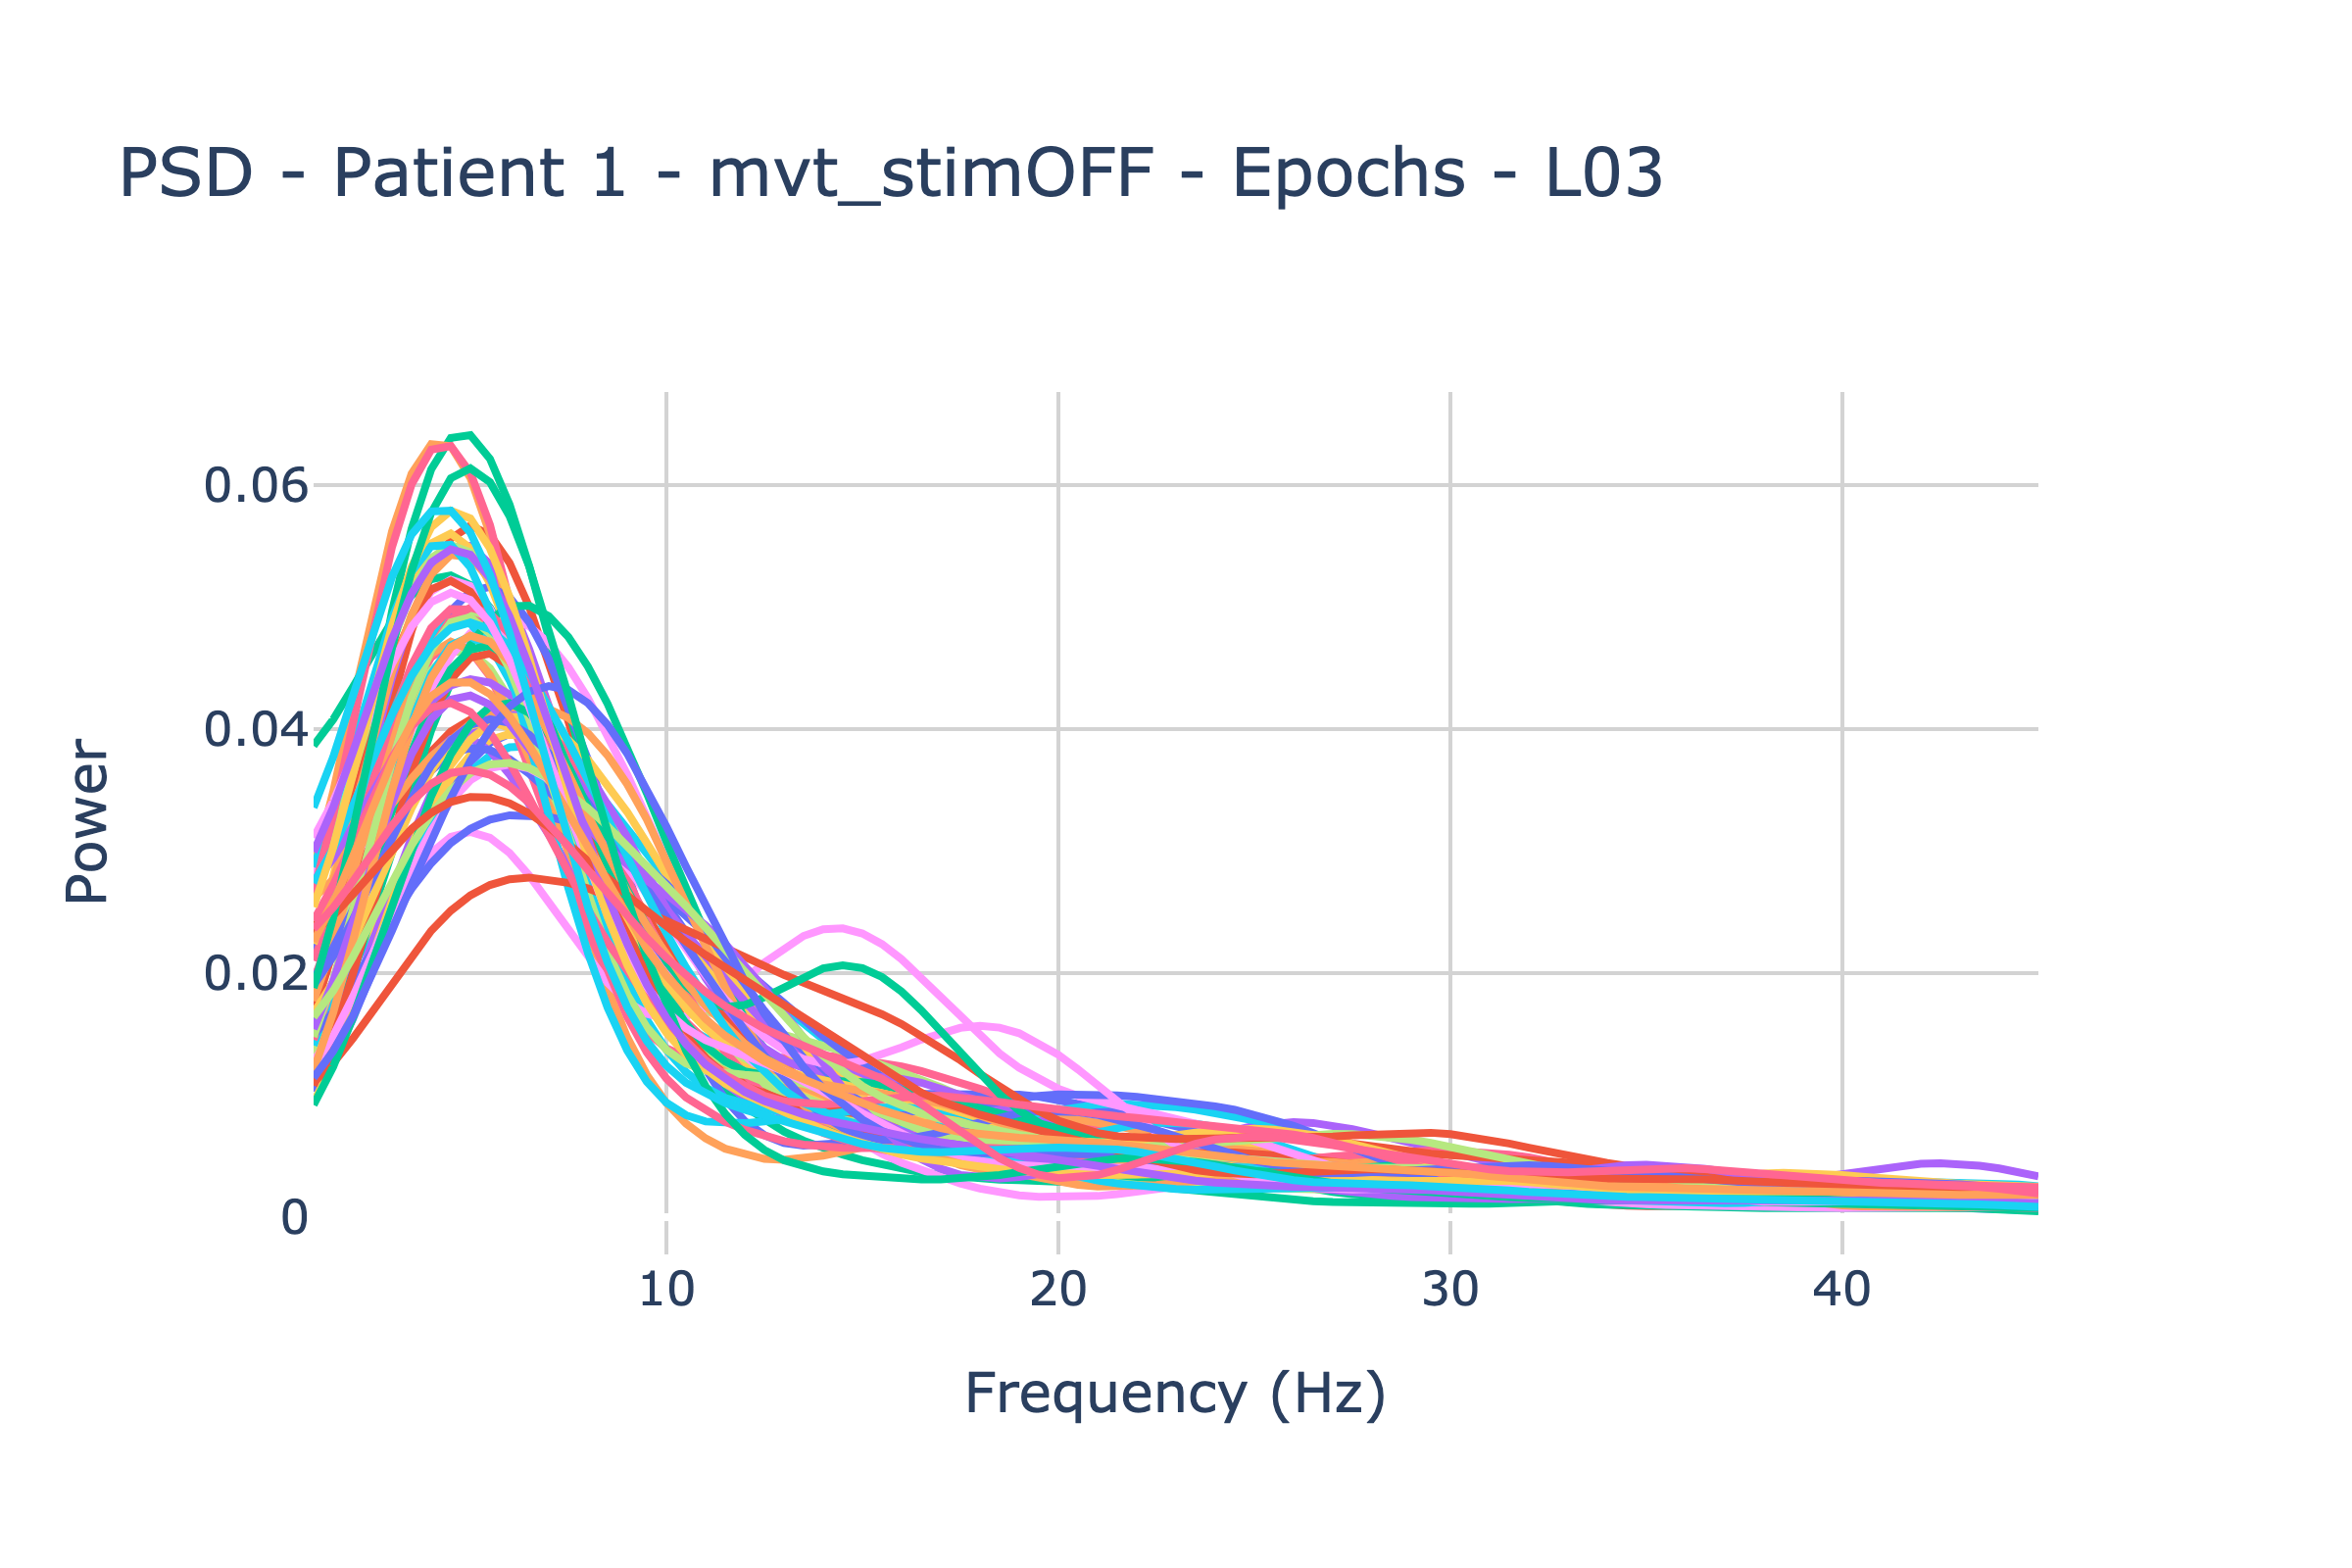 PSD - Patient 1 - mvt_stimOFF - Epochs - L03
0.06
0.04
0.02
0
Power
10 20 30 40
Frequency (Hz)